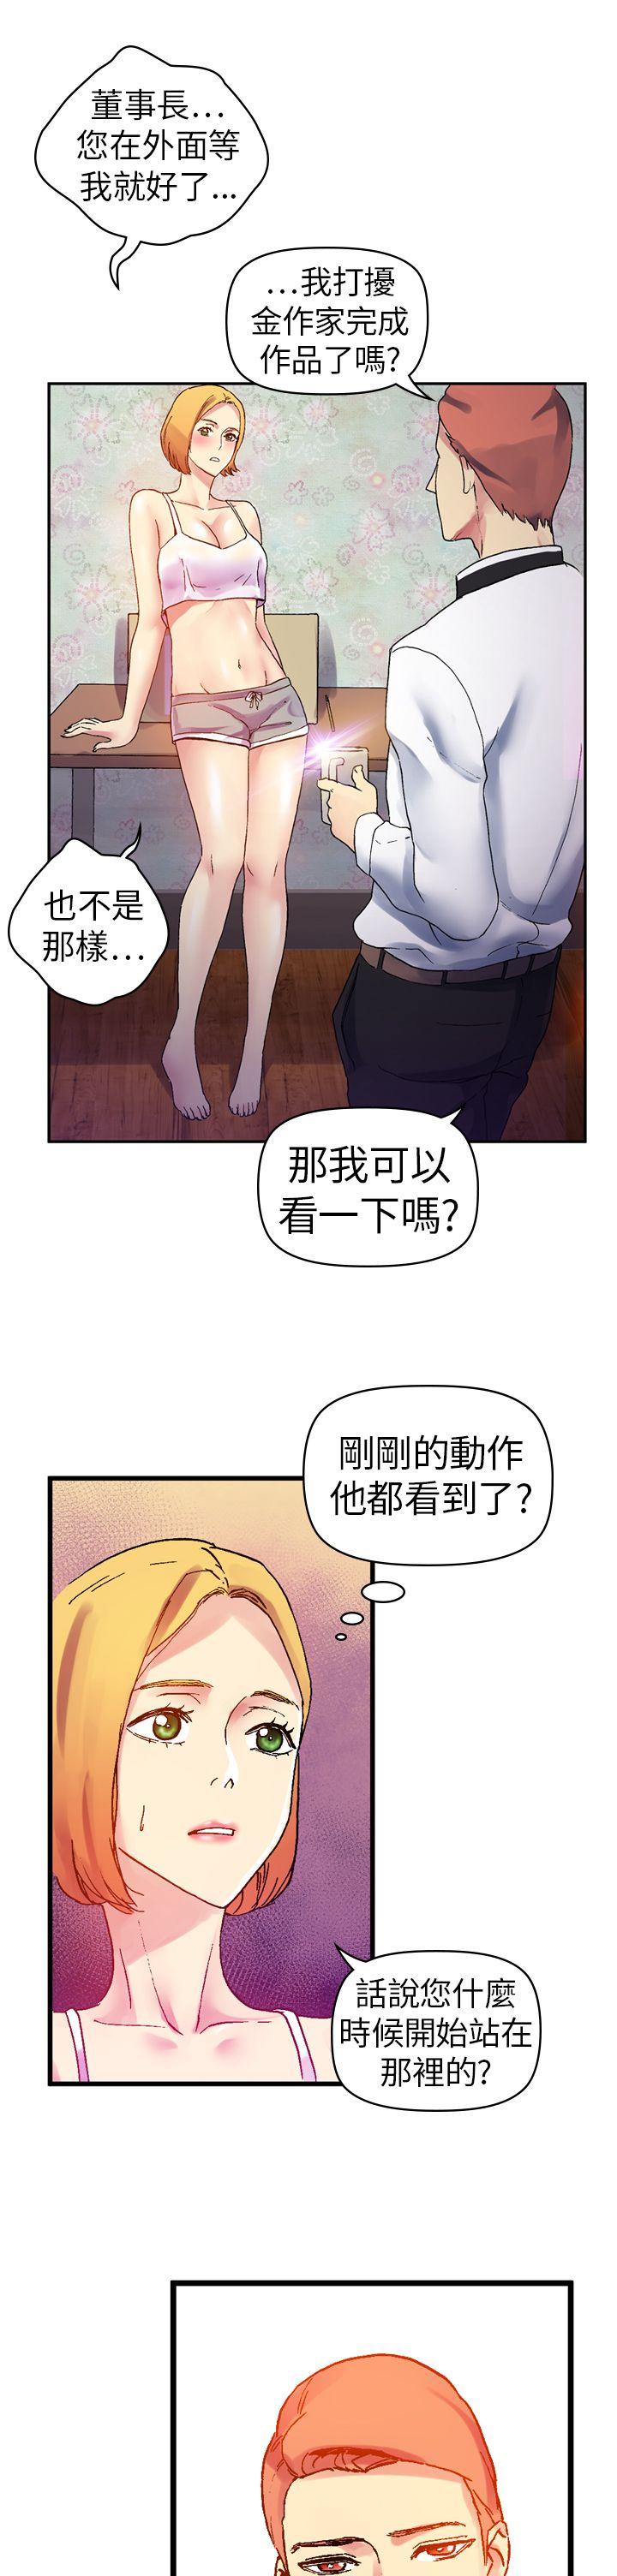 董事長...
您在外面等
我就好了...
...我打擾
金作家完成
作品了嗎?
也不是
那樣...
那我可以
看一下嗎?
剛剛的動作
他都看到了?
話說您什麼
時候開始站在
那裡的?